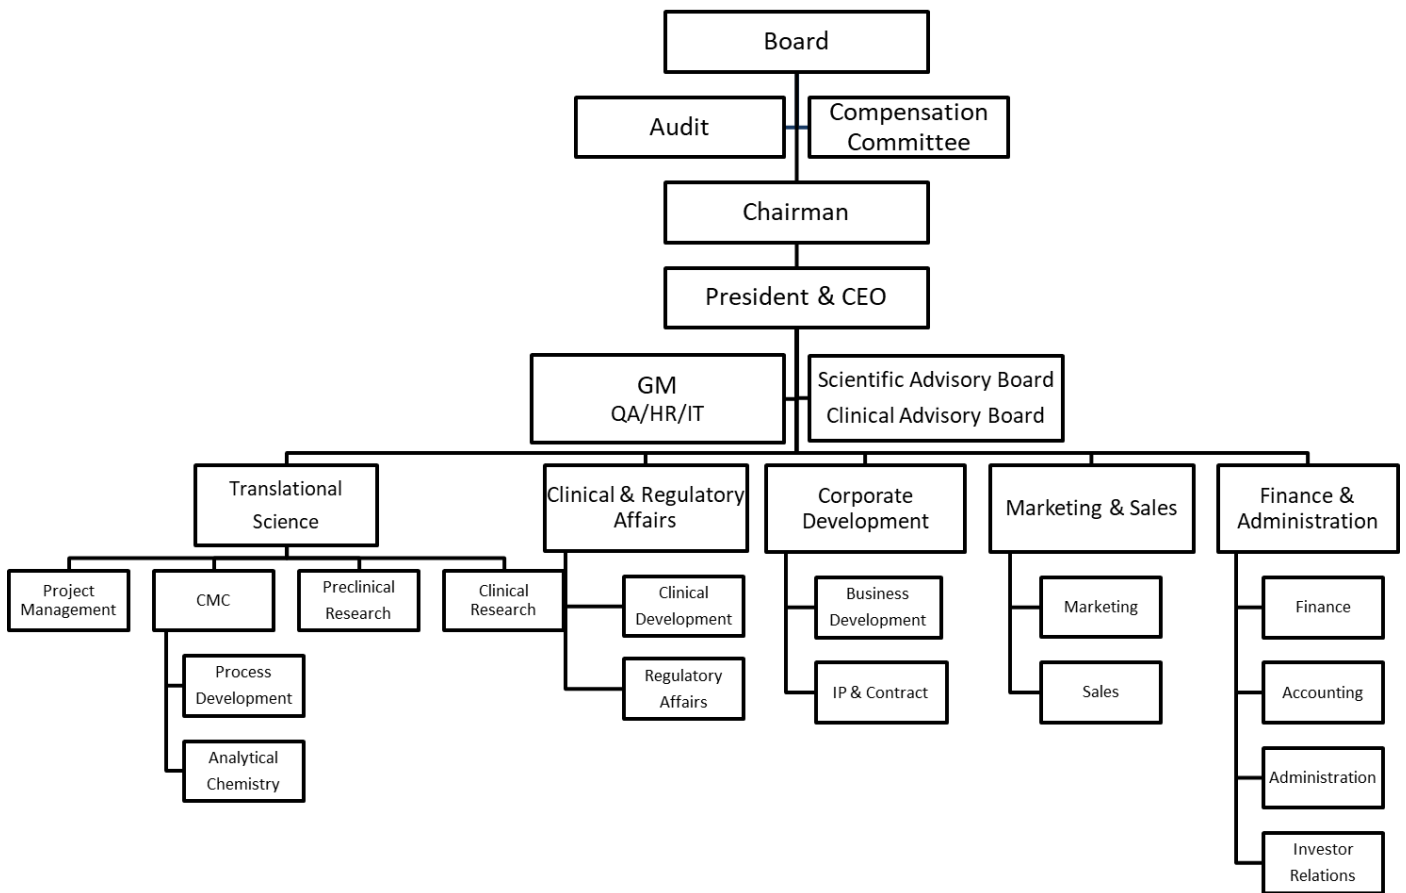 Board
Audit
Compensation
Committee
Chairman
President & CEO
GM
QA/HR/IT
Scientific Advisory Board
Clinical Advisory Board
Translational
Science
Clinical & Regulatory
Affairs
Corporate
Development
Marketing & Sales
Finance &
Administration
Project
Management
CMC
Preclinical
Research
Clinical
Research
Process
Development
Analytical
Chemistry
Clinical
Development
Regulatory
Affairs
Business
Development
IP & Contract
Marketing
Sales
Finance
Accounting
Administration
Investor
Relations